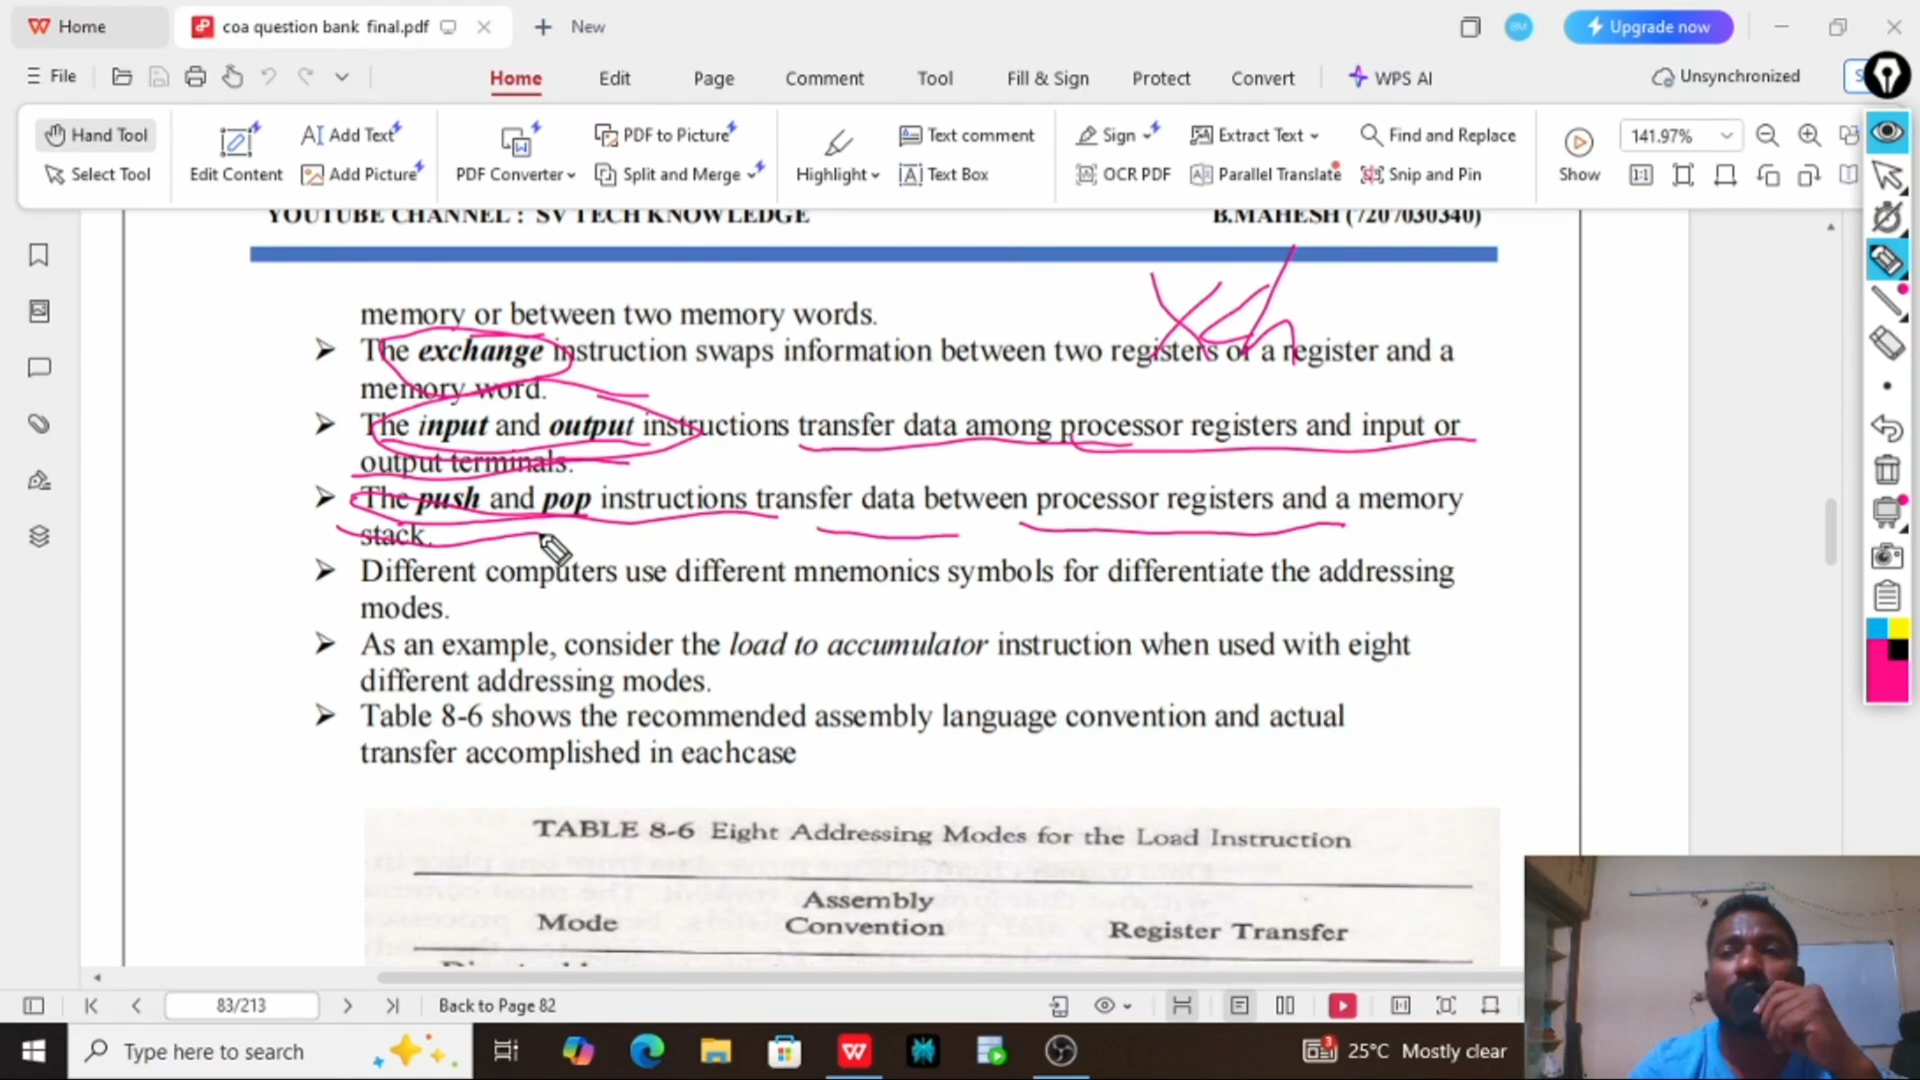 Home
coa question bank final.pdf
New
BM
Upgrade now
File
Home Edit Page Comment Tool Fill & Sign Protect Convert WPS AI
Unsynchronized
Hand Tool
Select Tool
Edit Content
Add Text
Add Picture
PDF Converter
PDF to Picture
Split and Merge
Highlight
Text comment
Text Box
Sign
OCR PDF
Extract Text
Parallel Translate
Find and Replace
Snip and Pin
Show
141.97%
1:1
YOUTUBE CHANNEL : SV TECH KNOWLEDGE B.MAHESH (7207030340)
memory or between two memory words.
➢ The exchange instruction swaps information between two registers or a register and a
memory word.
➢ The input and output instructions transfer data among processor registers and input or
output terminals.
➢ The push and pop instructions transfer data between processor registers and a memory
stack.
➢ Different computers use different mnemonics symbols for differentiate the addressing
modes.
➢ As an example, consider the load to accumulator instruction when used with eight
different addressing modes.
➢ Table 8-6 shows the recommended assembly language convention and actual
transfer accomplished in eachcase
TABLE 8-6 Eight Addressing Modes for the Load Instruction
Assembly
Mode Convention Register Transfer
83/213
Back to Page 82
Type here to search
3
25°C Mostly clear